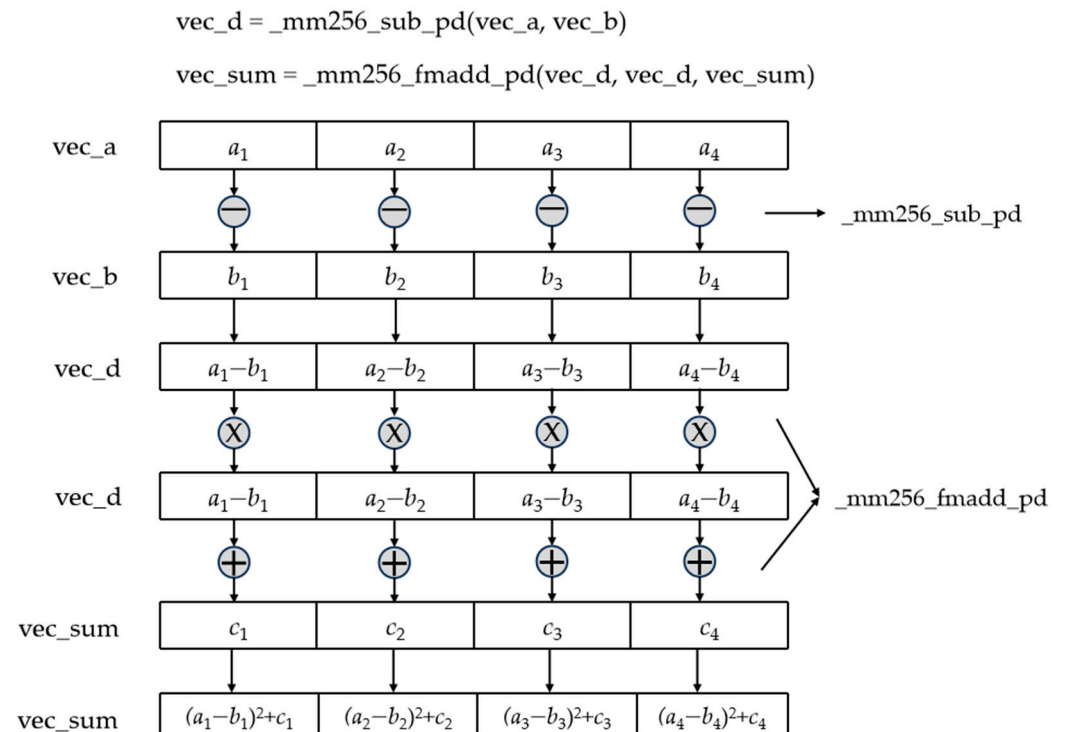 vec_d = _mm256_sub_pd(vec_a, vec_b)
vec_sum = _mm256_fmadd_pd(vec_d, vec_d, vec_sum)
vec_a a₁ a₂ a₃ a₄
− − − − _mm256_sub_pd
vec_b b₁ b₂ b₃ b₄
vec_d a₁−b₁ a₂−b₂ a₃−b₃ a₄−b₄
X X X X
vec_d a₁−b₁ a₂−b₂ a₃−b₃ a₄−b₄ _mm256_fmadd_pd
+ + + +
vec_sum c₁ c₂ c₃ c₄
vec_sum (a₁−b₁)²+c₁ (a₂−b₂)²+c₂ (a₃−b₃)²+c₃ (a₄−b₄)²+c₄